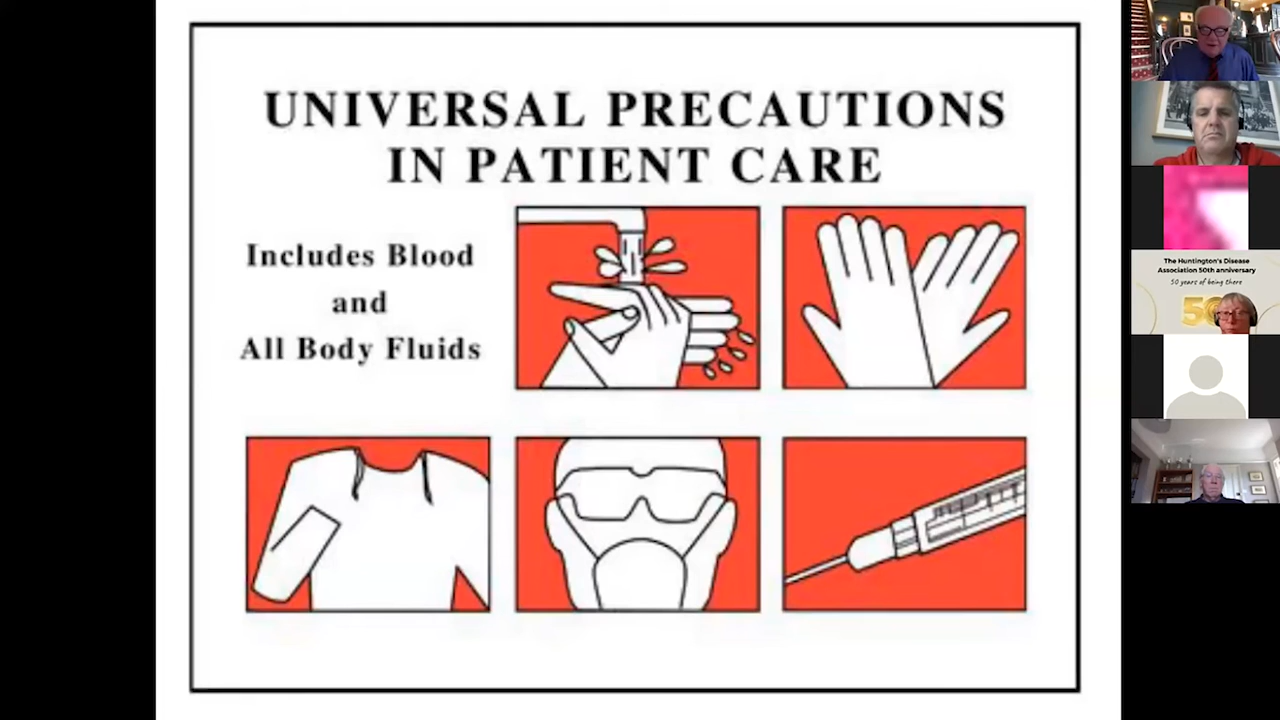 UNIVERSAL PRECAUTIONS
IN PATIENT CARE
Includes Blood
and
All Body Fluids
The Huntington's Disease
Association 50th anniversary
50 years of being there
50